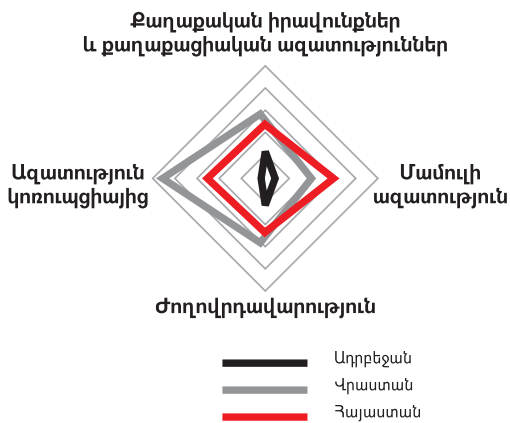 Քաղաքական իրավունքներ
և քաղաքացիական ազատություններ
Ազատություն
կոռուպցիայից
Մամուլի
ազատություն
Ժողովրդավարություն
Ադրբեջան
Վրաստան
Հայաստան